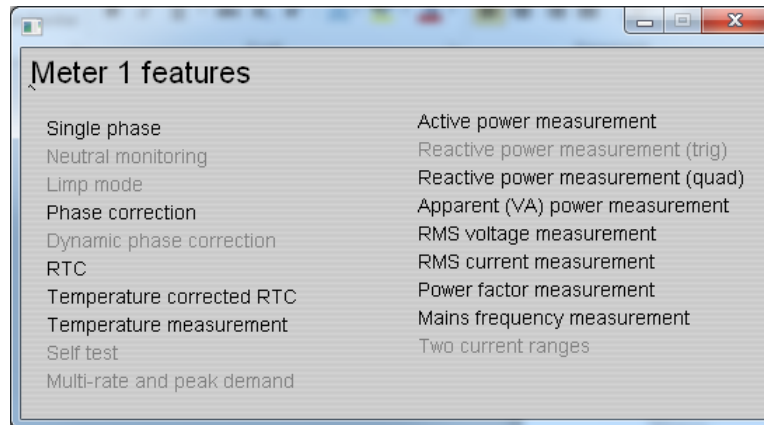 Meter 1 features
Single phase
Neutral monitoring
Limp mode
Phase correction
Dynamic phase correction
RTC
Temperature corrected RTC
Temperature measurement
Self test
Multi-rate and peak demand
Active power measurement
Reactive power measurement (trig)
Reactive power measurement (quad)
Apparent (VA) power measurement
RMS voltage measurement
RMS current measurement
Power factor measurement
Mains frequency measurement
Two current ranges